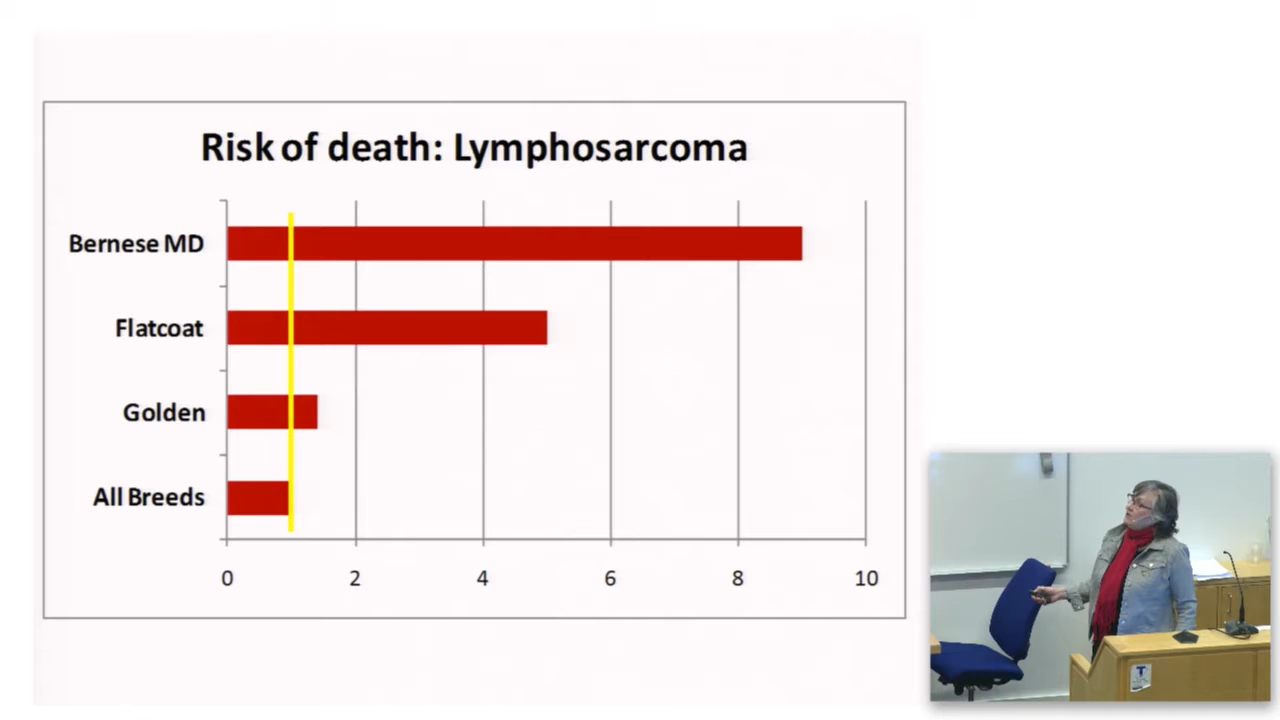 Risk of death: Lymphosarcoma
Bernese MD
Flatcoat
Golden
All Breeds
0 2 4 6 8 10
T